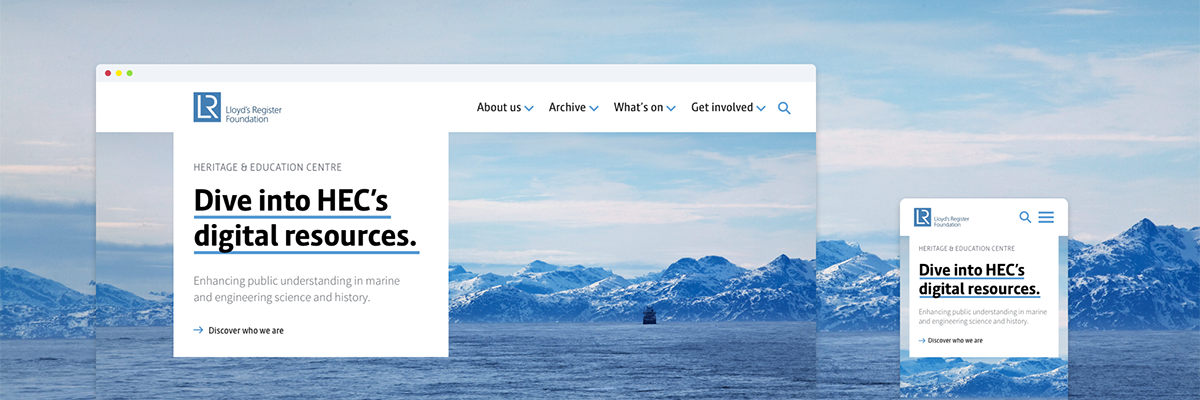 LR
Lloyd's Register
Foundation
About us
Archive
What's on
Get involved
HERITAGE & EDUCATION CENTRE
Dive into HEC's
digital resources.
Enhancing public understanding in marine
and engineering science and history.
Discover who we are
LR
Lloyd's Register
Foundation
HERITAGE & EDUCATION CENTRE
Dive into HEC's
digital resources.
Enhancing public understanding in marine
and engineering science and history.
Discover who we are